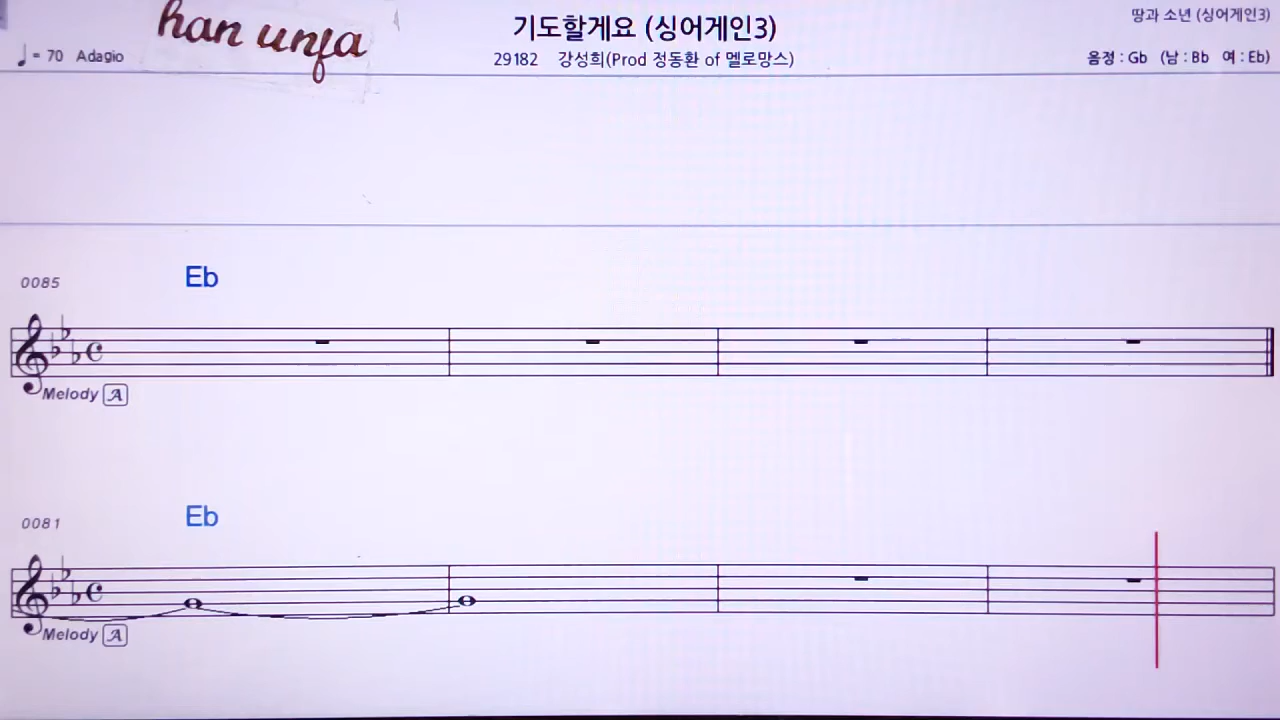 han unja
기도할게요 (싱어게인3)
땅과 소년 (싱어게인3)
♩= 70 Adagio
29182 강성희(Prod 정동환 of 멜로망스)
음정 : Gb (남 : Bb 여 : Eb)
0085 Eb
Melody A
0081 Eb
Melody A